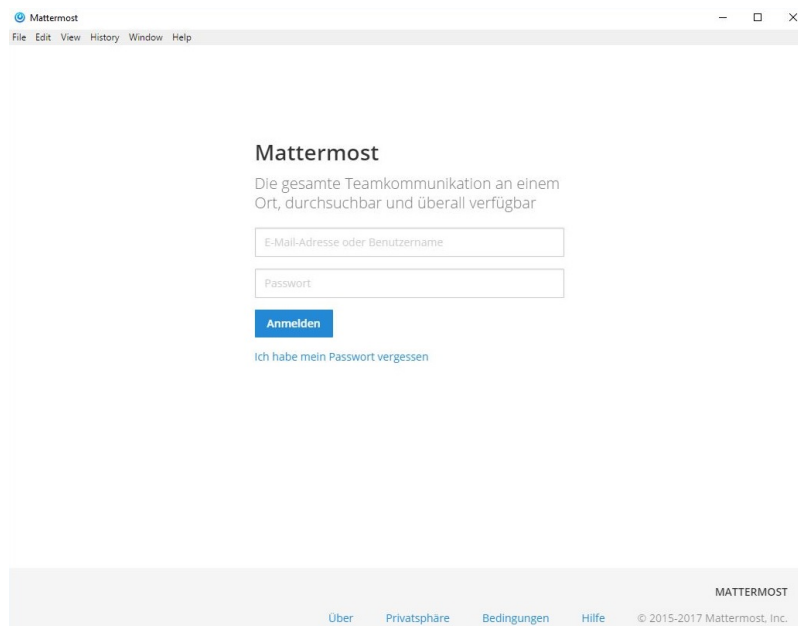 Mattermost
File Edit View History Window Help
Mattermost
Die gesamte Teamkommunikation an einem
Ort, durchsuchbar und überall verfügbar
E-Mail-Adresse oder Benutzername
Passwort
Anmelden
Ich habe mein Passwort vergessen
MATTERMOST
Über Privatsphäre Bedingungen Hilfe © 2015-2017 Mattermost, Inc.